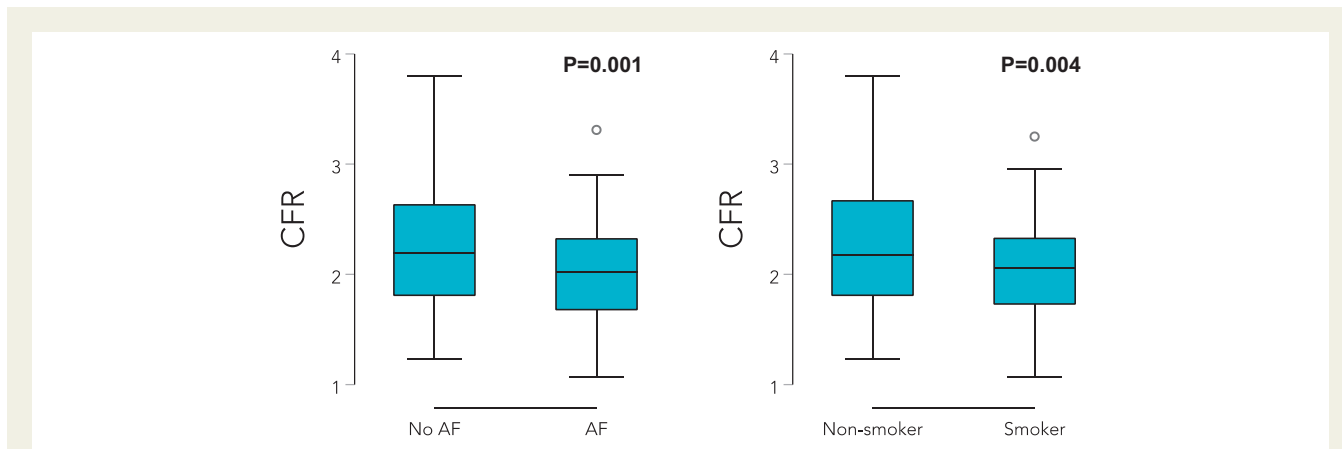 4
P=0.001
3
CFR
2
1
No AF
AF
4
P=0.004
3
CFR
2
1
Non-smoker
Smoker